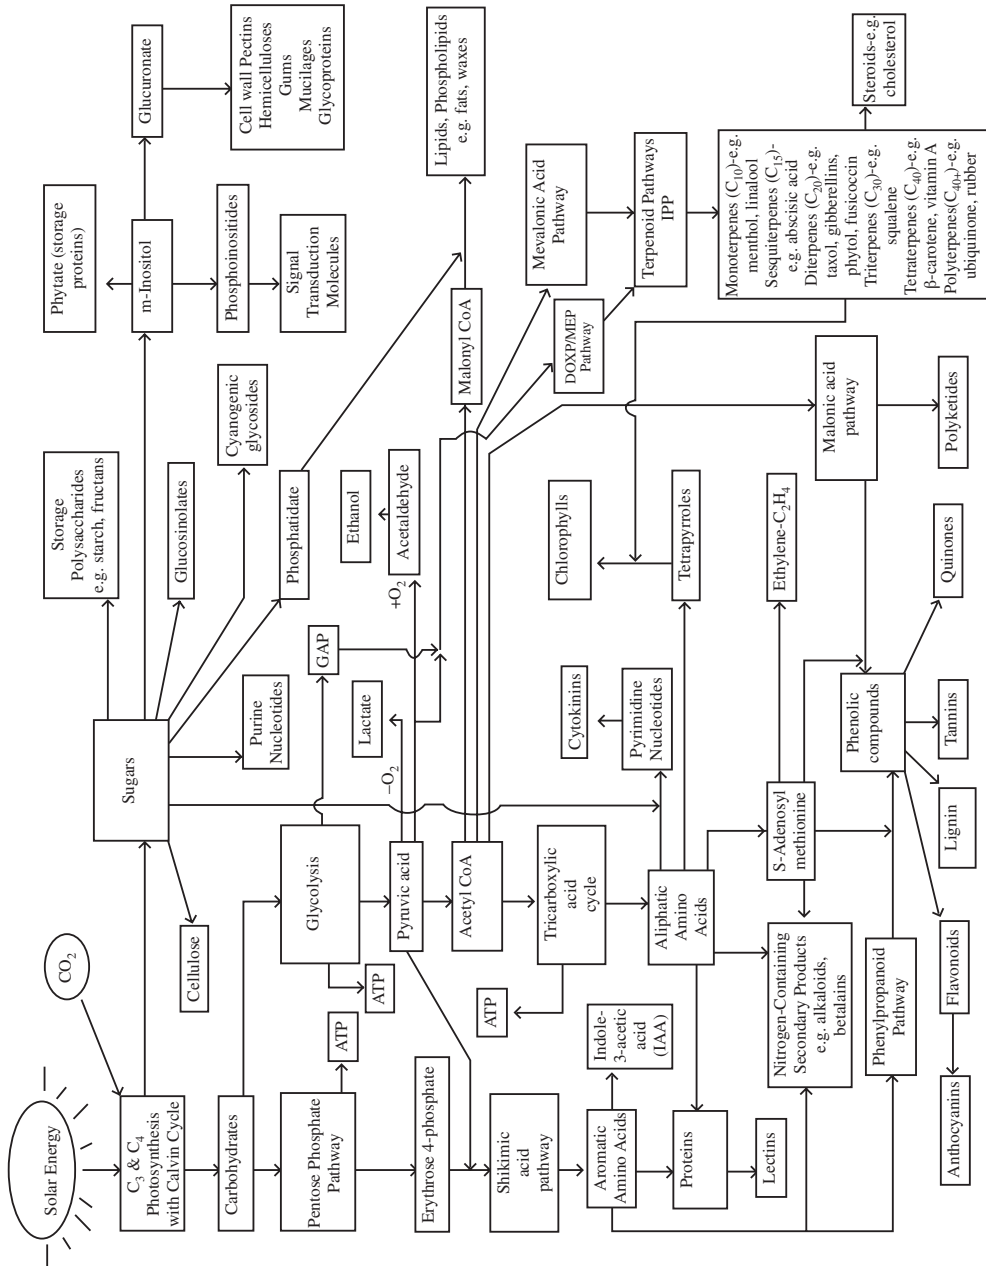 Solar Energy
CO₂
C₃ & C₄
Photosynthesis
with Calvin Cycle
Carbohydrates
Pentose Phosphate
Pathway
ATP
Erythrose 4-phosphate
Shikimic
acid
pathway
Aromatic
Amino Acids
Indole-
3-acetic
acid
(IAA)
Proteins
Lectins
Sugars
Cellulose
Storage
Polysaccharides
e.g. starch, fructans
Glucosinolates
Cyanogenic
glycosides
Phosphatidate
Purine
Nucleotides
Phytate (storage
proteins)
m-Inositol
Glucuronate
Cell wall Pectins
Hemicelluloses
Gums
Mucilages
Glycoproteins
Phosphoinositides
Signal
Transduction
Molecules
Glycolysis
ATP
GAP
Pyruvic acid
–O₂
Lactate
+O₂
Acetaldehyde
Ethanol
Acetyl CoA
Malonyl CoA
Lipids, Phospholipids
e.g. fats, waxes
Mevalonic Acid
Pathway
DOXP/MEP
Pathway
Terpenoid Pathways
IPP
Monoterpenes (C₁₀)-e.g.
menthol, linalool
Sesquiterpenes (C₁₅)-
e.g. abscisic acid
Diterpenes (C₂₀)-e.g.
taxol, gibberellins,
phytol, fusicoccin
Triterpenes (C₃₀)-e.g.
squalene
Tetraterpenes (C₄₀)-e.g.
β-carotene, vitamin A
Polyterpenes(C₄₀₊)-e.g.
ubiquinone, rubber
Steroids-e.g.
cholesterol
Tricarboxylic
acid
cycle
ATP
Aliphatic
Amino
Acids
Cytokinins
Pyrimidine
Nucleotides
Chlorophylls
Tetrapyrroles
S-Adenosyl
methionine
Ethylene-C₂H₄
Malonic acid
pathway
Polyketides
Nitrogen-Containing
Secondary Products
e.g. alkaloids,
betalains
Phenylpropanoid
Pathway
Phenolic
compounds
Quinones
Tannins
Lignin
Flavonoids
Anthocyanins